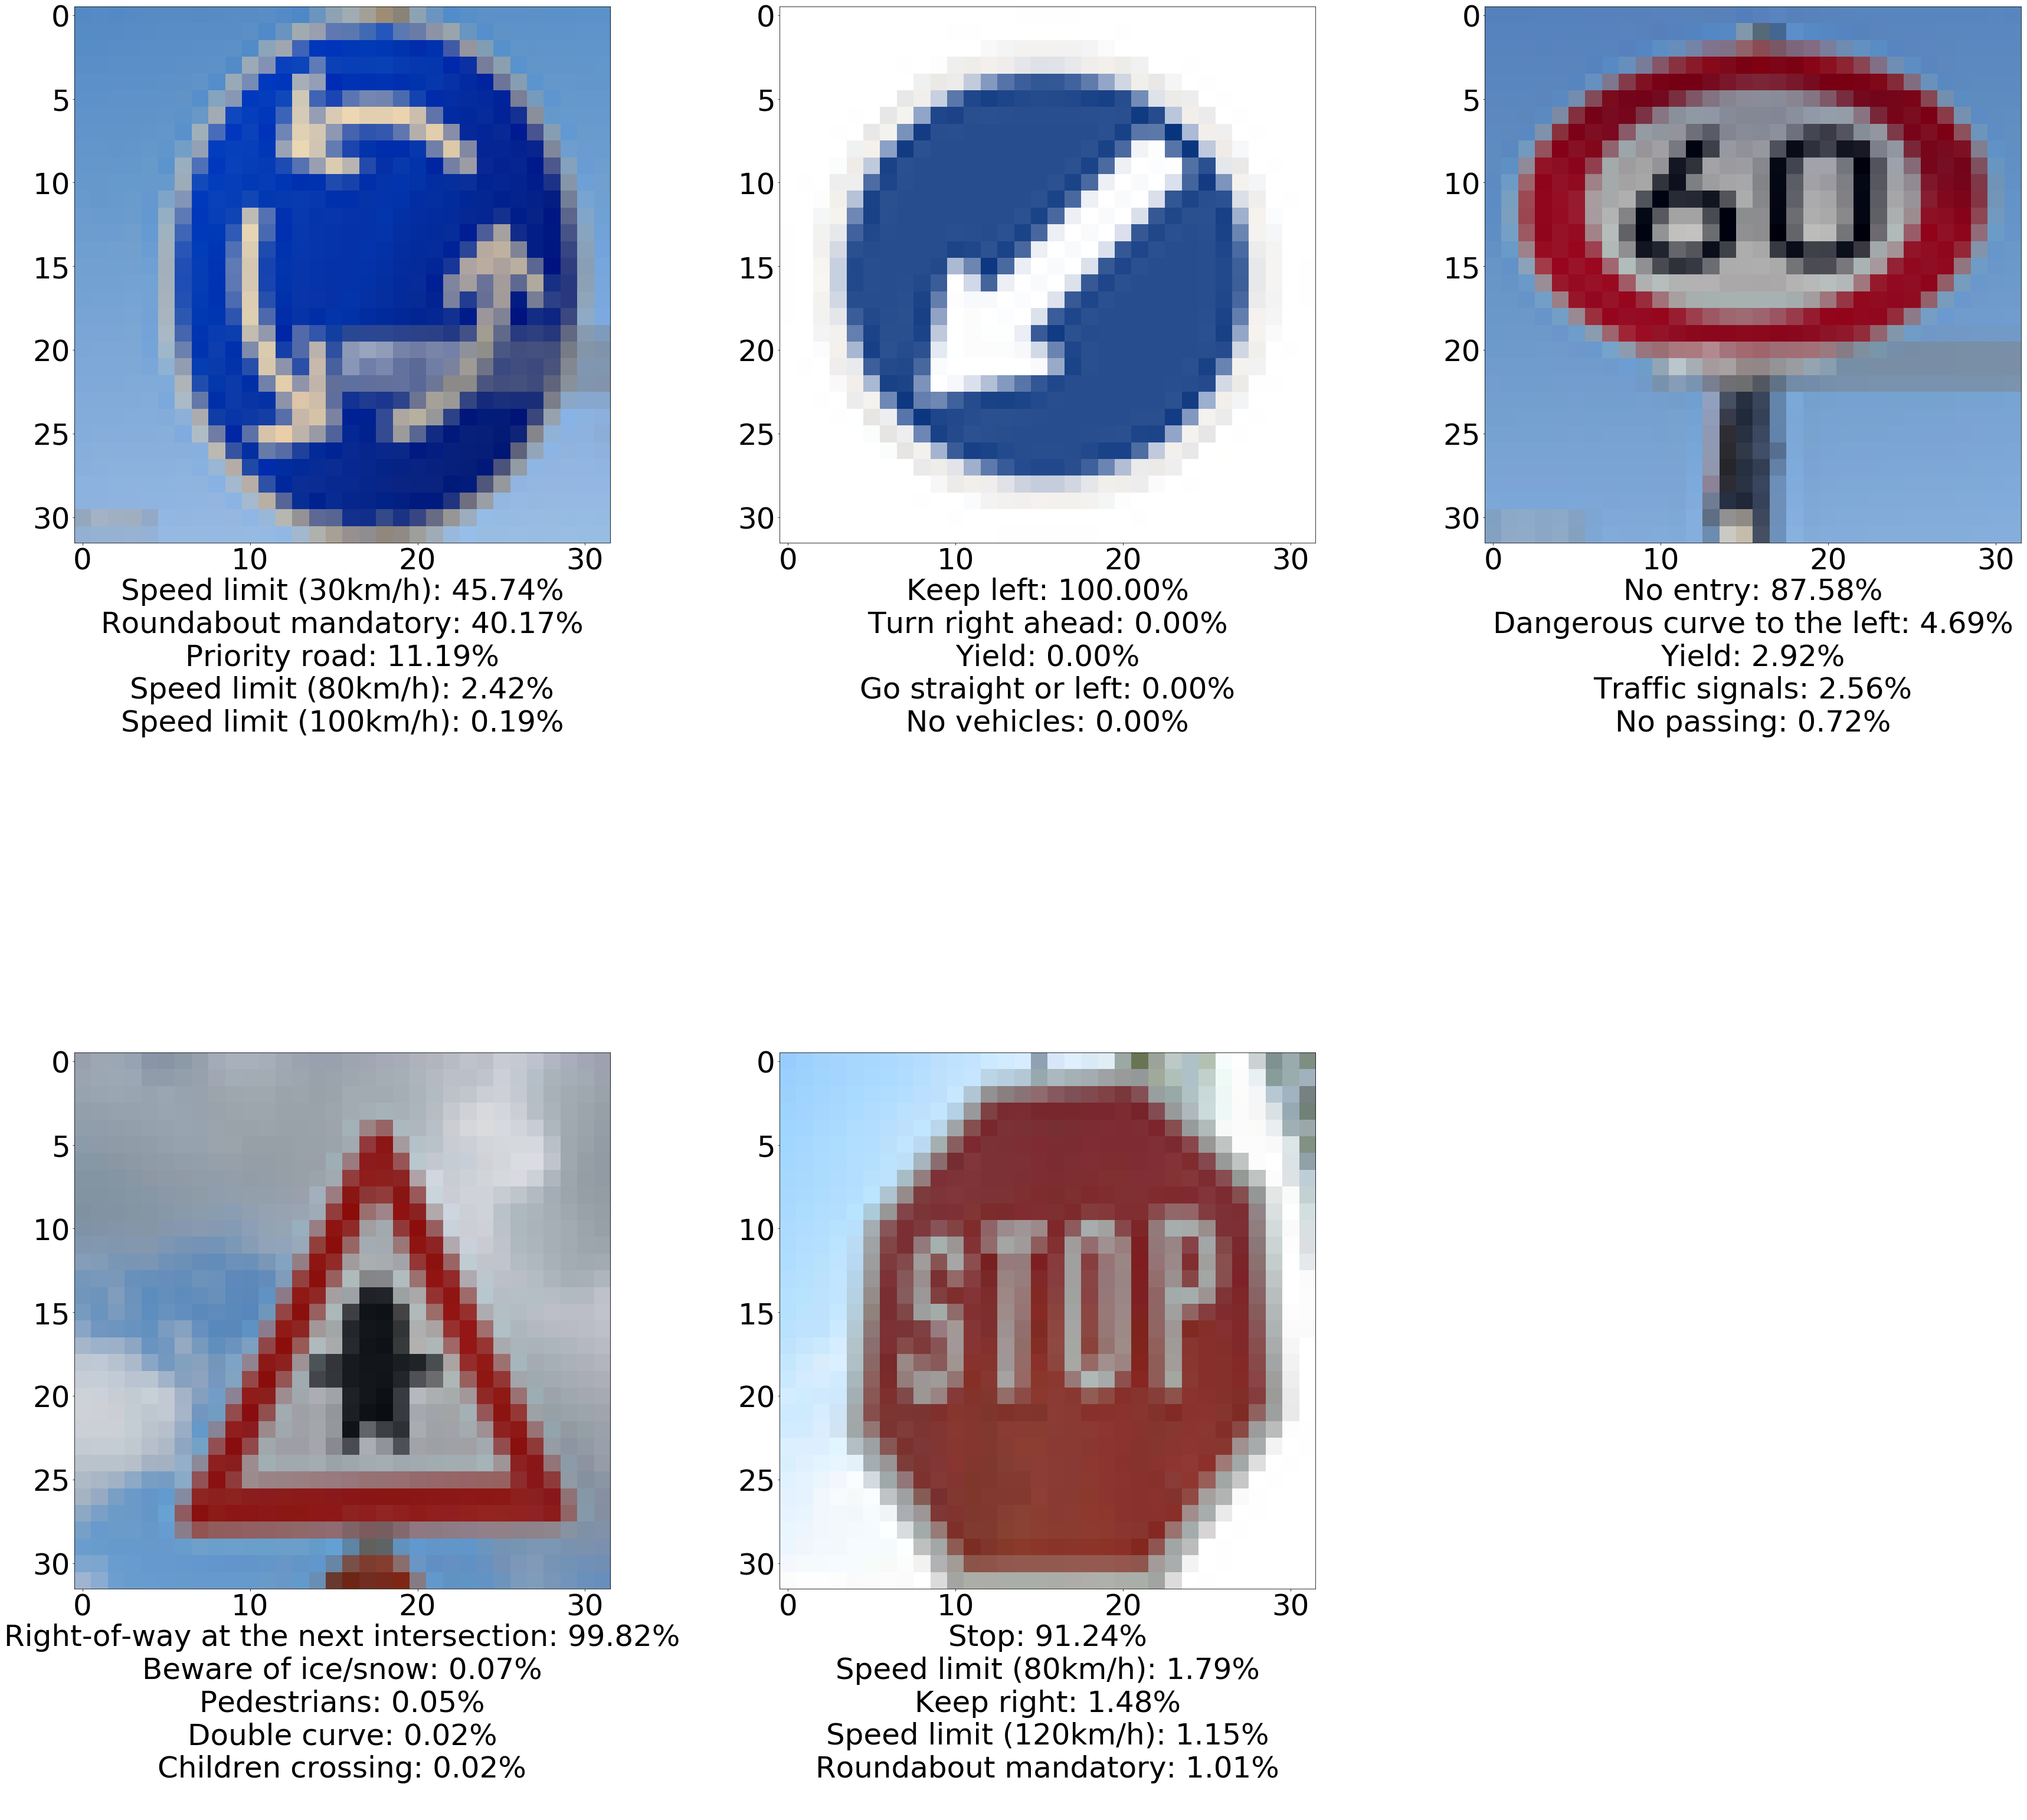 0
5
10
15
20
25
30
0 10 20 30
Speed limit (30km/h): 45.74%
Roundabout mandatory: 40.17%
Priority road: 11.19%
Speed limit (80km/h): 2.42%
Speed limit (100km/h): 0.19%
0
5
10
15
20
25
30
0 10 20 30
Keep left: 100.00%
Turn right ahead: 0.00%
Yield: 0.00%
Go straight or left: 0.00%
No vehicles: 0.00%
60
0
5
10
15
20
25
30
0 10 20 30
No entry: 87.58%
Dangerous curve to the left: 4.69%
Yield: 2.92%
Traffic signals: 2.56%
No passing: 0.72%
0
5
10
15
20
25
30
0 10 20 30
Right-of-way at the next intersection: 99.82%
Beware of ice/snow: 0.07%
Pedestrians: 0.05%
Double curve: 0.02%
Children crossing: 0.02%
STOP
0
5
10
15
20
25
30
0 10 20 30
Stop: 91.24%
Speed limit (80km/h): 1.79%
Keep right: 1.48%
Speed limit (120km/h): 1.15%
Roundabout mandatory: 1.01%